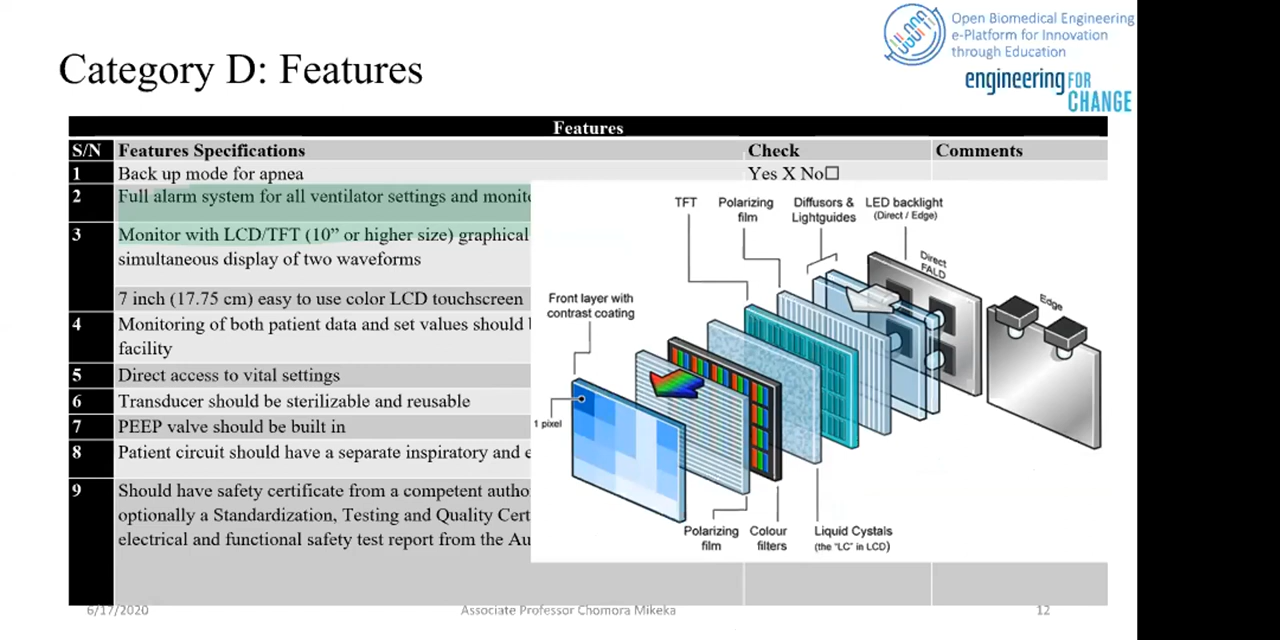 Open Biomedical Engineering
e-Platform for Innovation
through Education
engineering FOR
CHANGE
Category D: Features
Features
S/N Features Specifications Check Comments
1 Back up mode for apnea Yes X No☐
2 Full alarm system for all ventilator settings and monit
3 Monitor with LCD/TFT (10” or higher size) graphical
simultaneous display of two waveforms
7 inch (17.75 cm) easy to use color LCD touchscreen
4 Monitoring of both patient data and set values should
facility
5 Direct access to vital settings
6 Transducer should be sterilizable and reusable
7 PEEP valve should be built in
8 Patient circuit should have a separate inspiratory and e
9 Should have safety certificate from a competent autho
optionally a Standardization, Testing and Quality Cert
electrical and functional safety test report from the Au
TFT
Polarizing
film
Diffusors &
Lightguides
LED backlight
(Direct / Edge)
Direct
FALD
Edge
Front layer with
contrast coating
1 pixel
Polarizing
film
Colour
filters
Liquid Cystals
(the "LC" in LCD)
6/17/2020 Associate Professor Chomora Mikeka 12